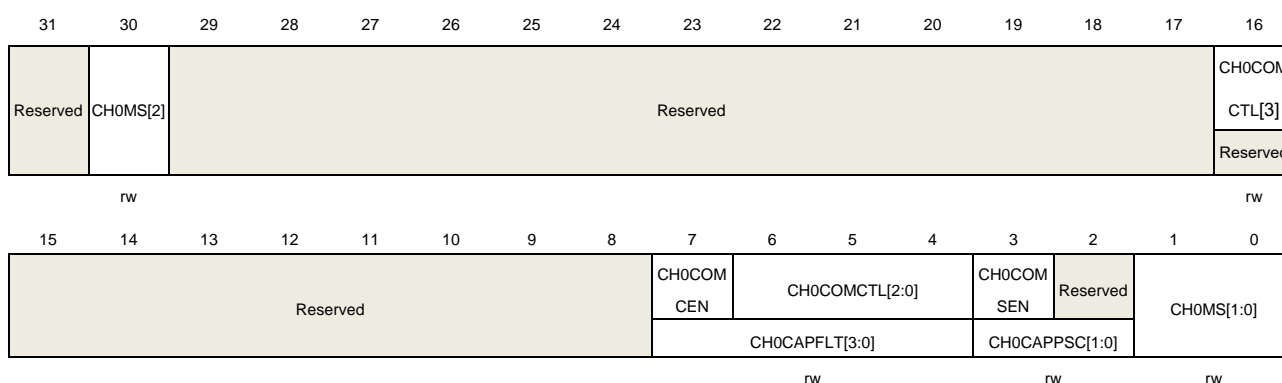 31 30 29 28 27 26 25 24 23 22 21 20 19 18 17 16
CH0COM
Reserved CH0MS[2] Reserved CTL[3]
Reserved
rw rw
15 14 13 12 11 10 9 8 7 6 5 4 3 2 1 0
CH0COM CH0COM
Reserved CEN CH0COMCTL[2:0] SEN Reserved CH0MS[1:0]
CH0CAPFLT[3:0] CH0CAPPSC[1:0]
rw rw rw